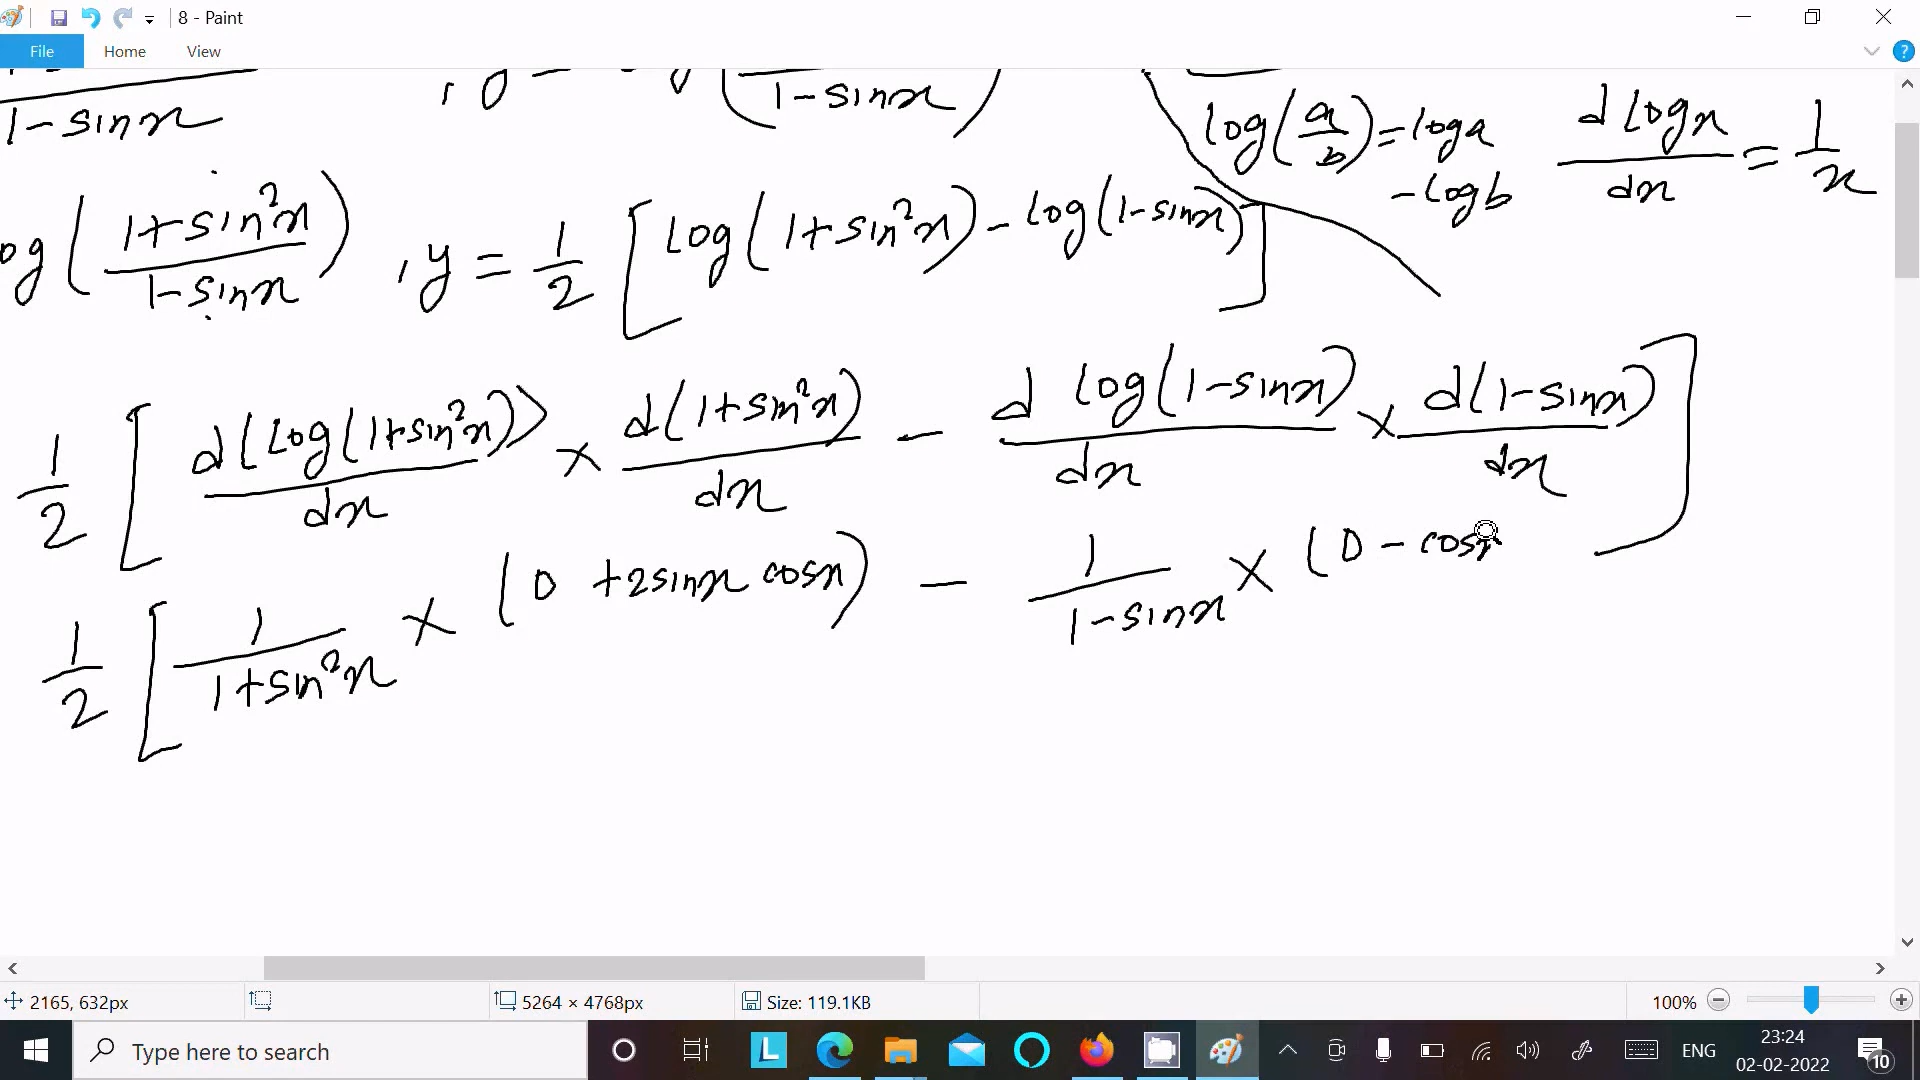 8 - Paint
File Home View
1-sinx , y = (1-sinx) log(a/b) = loga - logb d logx/dx = 1/x
og(1+sin²x/1-sinx) , y = 1/2 [log(1+sin²x) - log(1-sinx)]
1/2 [d(log(1+sin²x))/dx × d(1+sin²x)/dx - d log(1-sinx)/dx × d(1-sinx)/dx]
1/2 [1/1+sin²x × (0 +2sinx cosx) - 1/1-sinx × (0 - cosx
2165, 632px 5264 × 4768px Size: 119.1KB 100%
Type here to search
L
ENG
23:24
02-02-2022
10